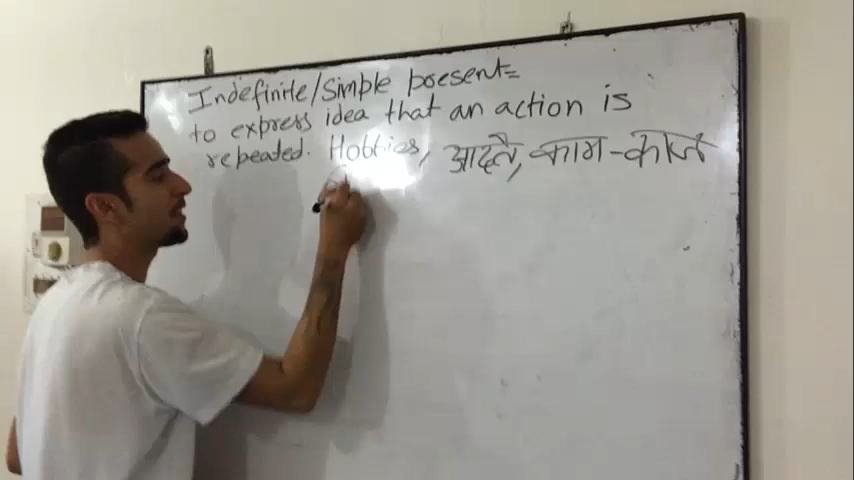 Indefinite/Simple present=
to express idea that an action is
repeated. Hobbies, आदतें, काम-काज